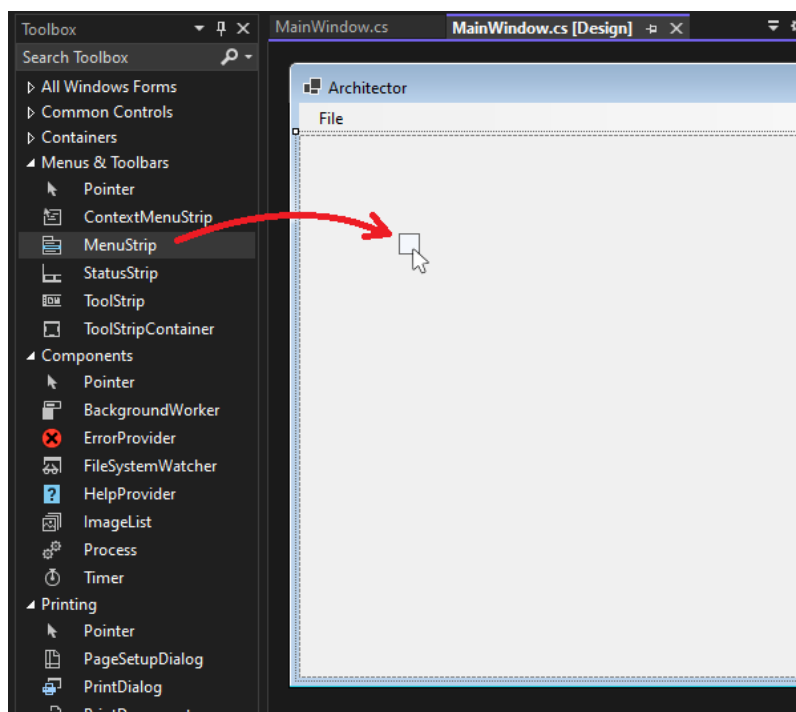 Toolbox
Search Toolbox
All Windows Forms
Common Controls
Containers
Menus & Toolbars
Pointer
ContextMenuStrip
MenuStrip
StatusStrip
ToolStrip
ToolStripContainer
Components
Pointer
BackgroundWorker
ErrorProvider
FileSystemWatcher
HelpProvider
ImageList
Process
Timer
Printing
Pointer
PageSetupDialog
PrintDialog
MainWindow.cs
MainWindow.cs [Design]
Architector
File